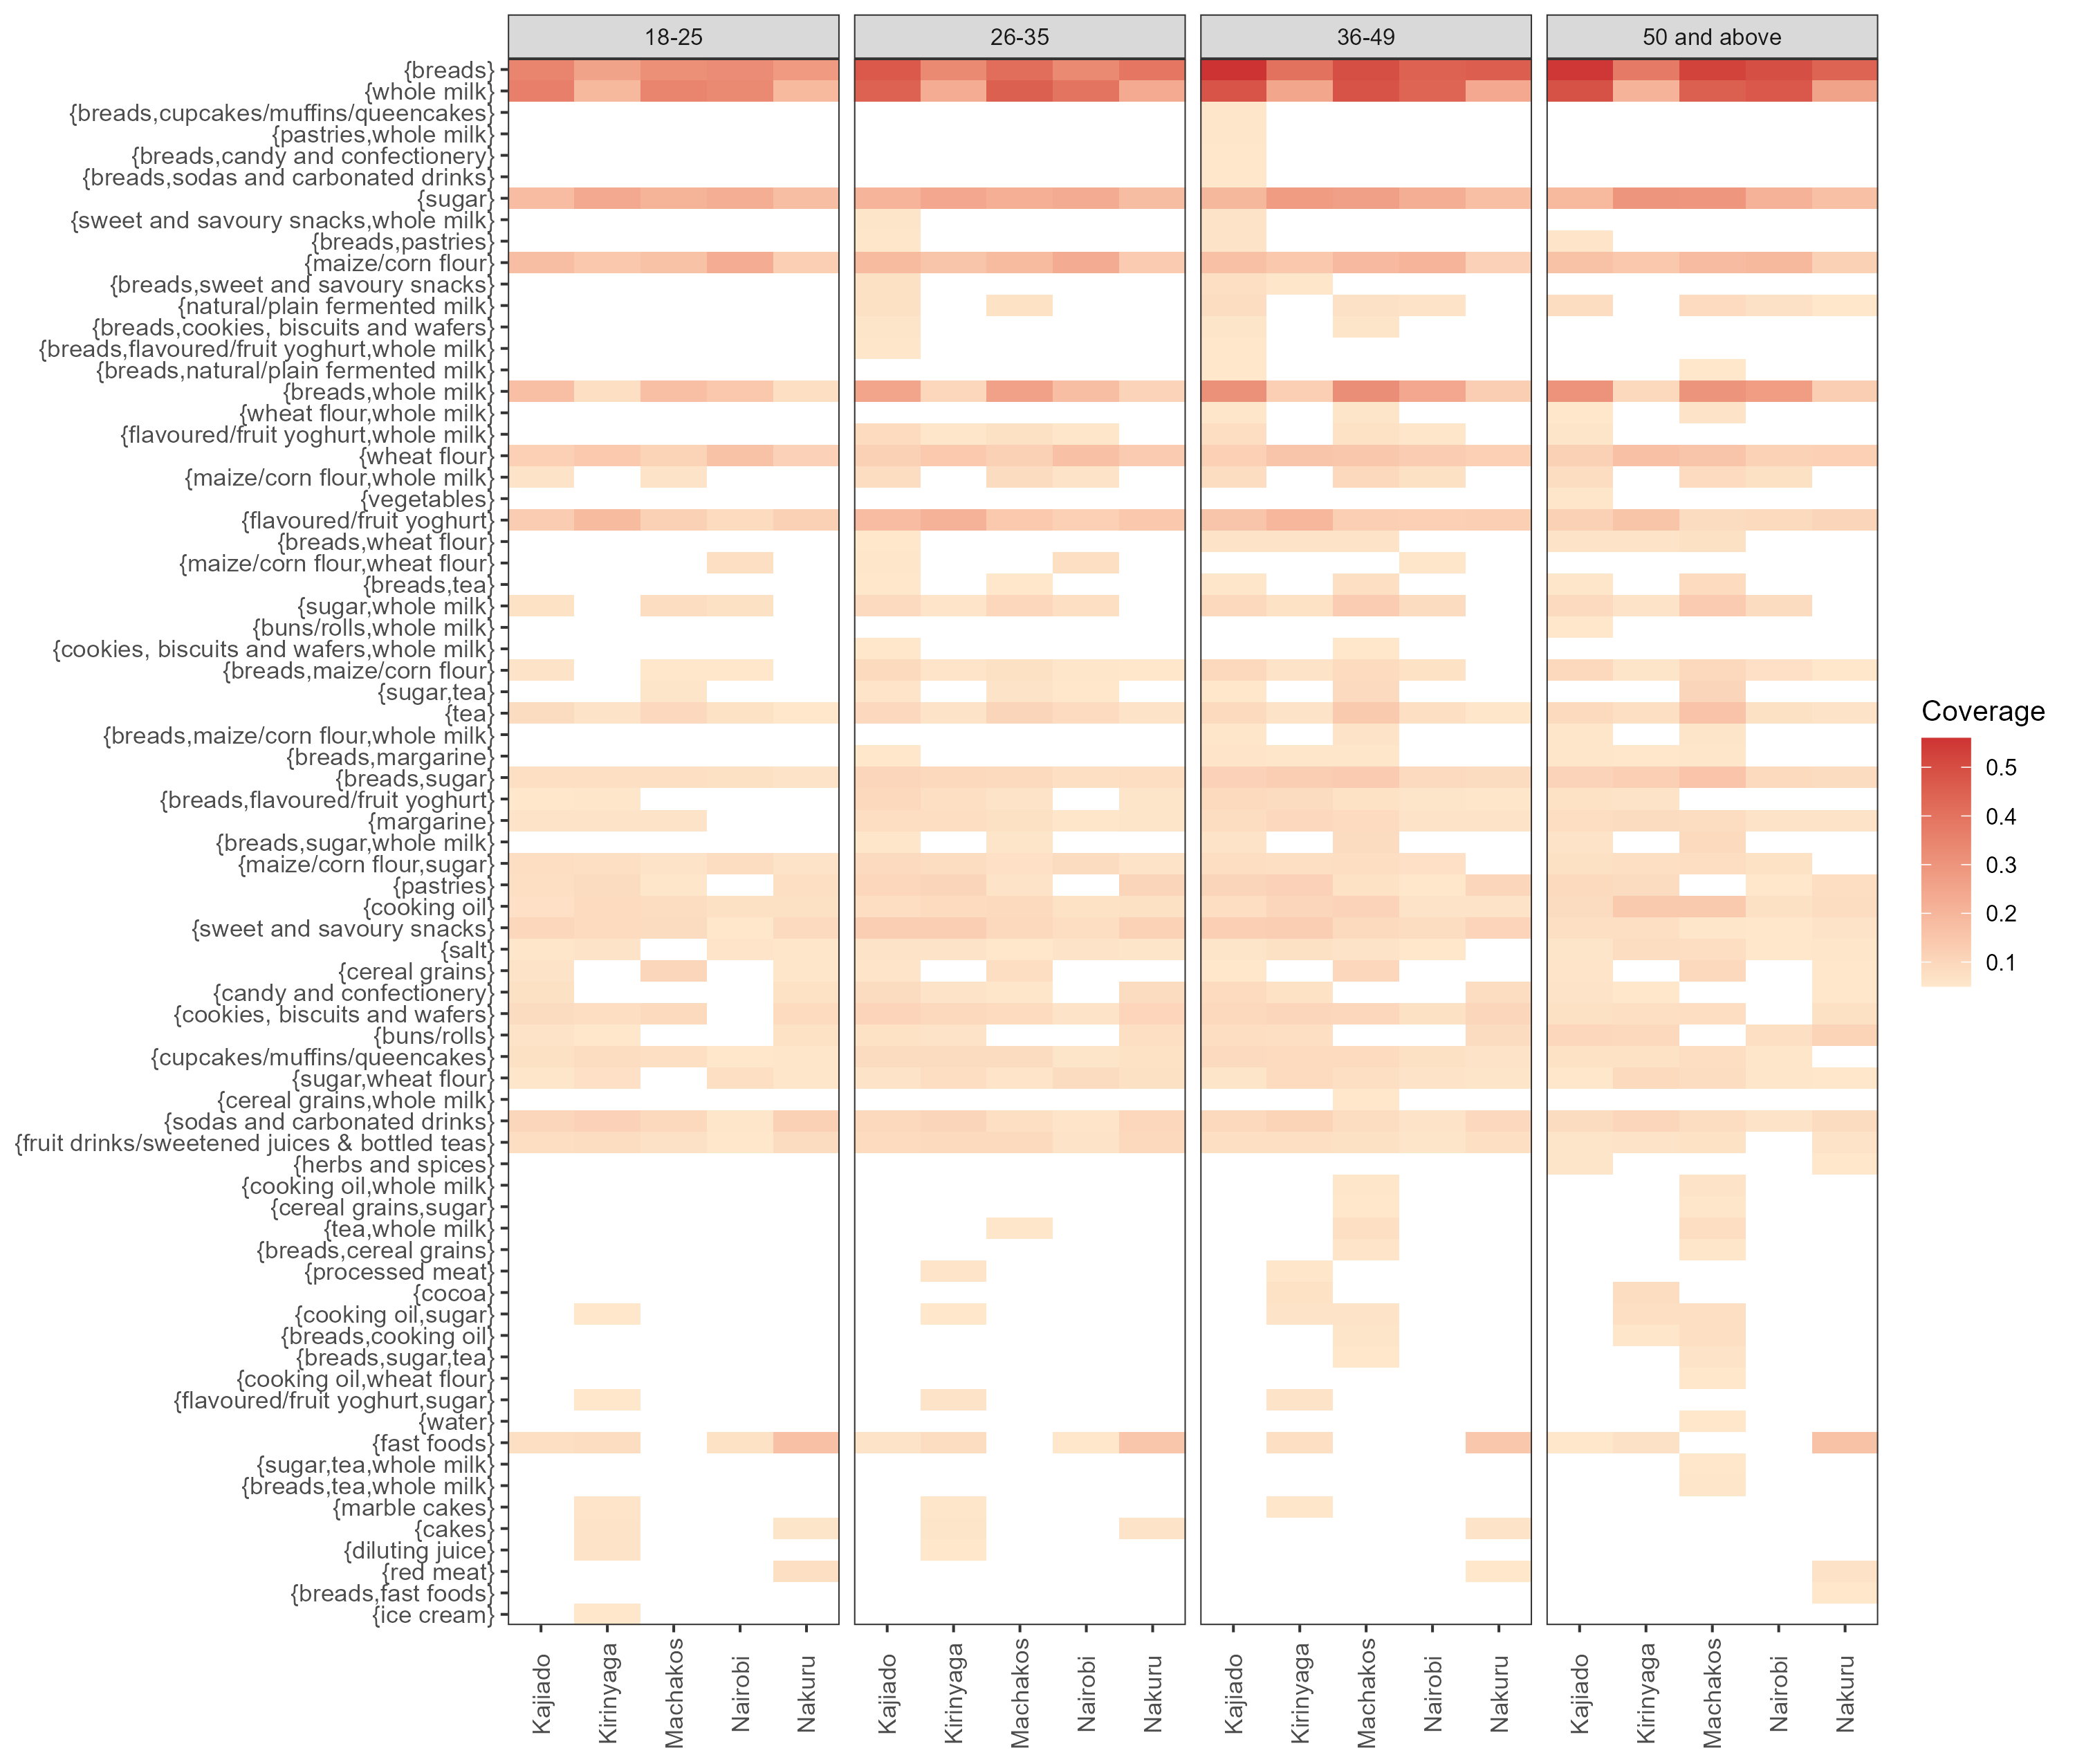 18-25
26-35
36-49
50 and above
{breads}
{whole milk}
{breads,cupcakes/muffins/queencakes}
{pastries,whole milk}
{breads,candy and confectionery}
{breads,sodas and carbonated drinks}
{sugar}
{sweet and savoury snacks,whole milk}
{breads,pastries}
{maize/corn flour}
{breads,sweet and savoury snacks}
{natural/plain fermented milk}
{breads,cookies, biscuits and wafers}
{breads,flavoured/fruit yoghurt,whole milk}
{breads,natural/plain fermented milk}
{breads,whole milk}
{wheat flour,whole milk}
{flavoured/fruit yoghurt,whole milk}
{wheat flour}
{maize/corn flour,whole milk}
{vegetables}
{flavoured/fruit yoghurt}
{breads,wheat flour}
{maize/corn flour,wheat flour}
{breads,tea}
{sugar,whole milk}
{buns/rolls,whole milk}
{cookies, biscuits and wafers,whole milk}
{breads,maize/corn flour}
{sugar,tea}
{tea}
{breads,maize/corn flour,whole milk}
{breads,margarine}
{breads,sugar}
{breads,flavoured/fruit yoghurt}
{margarine}
{breads,sugar,whole milk}
{maize/corn flour,sugar}
{pastries}
{cooking oil}
{sweet and savoury snacks}
{salt}
{cereal grains}
{candy and confectionery}
{cookies, biscuits and wafers}
{buns/rolls}
{cupcakes/muffins/queencakes}
{sugar,wheat flour}
{cereal grains,whole milk}
{sodas and carbonated drinks}
{fruit drinks/sweetened juices & bottled teas}
{herbs and spices}
{cooking oil,whole milk}
{cereal grains,sugar}
{tea,whole milk}
{breads,cereal grains}
{processed meat}
{cocoa}
{cooking oil,sugar}
{breads,cooking oil}
{breads,sugar,tea}
{cooking oil,wheat flour}
{flavoured/fruit yoghurt,sugar}
{water}
{fast foods}
{sugar,tea,whole milk}
{breads,tea,whole milk}
{marble cakes}
{cakes}
{diluting juice}
{red meat}
{breads,fast foods}
{ice cream}
Kajiado
Kirinyaga
Machakos
Nairobi
Nakuru
Kajiado
Kirinyaga
Machakos
Nairobi
Nakuru
Kajiado
Kirinyaga
Machakos
Nairobi
Nakuru
Kajiado
Kirinyaga
Machakos
Nairobi
Nakuru
Coverage
0.5
0.4
0.3
0.2
0.1